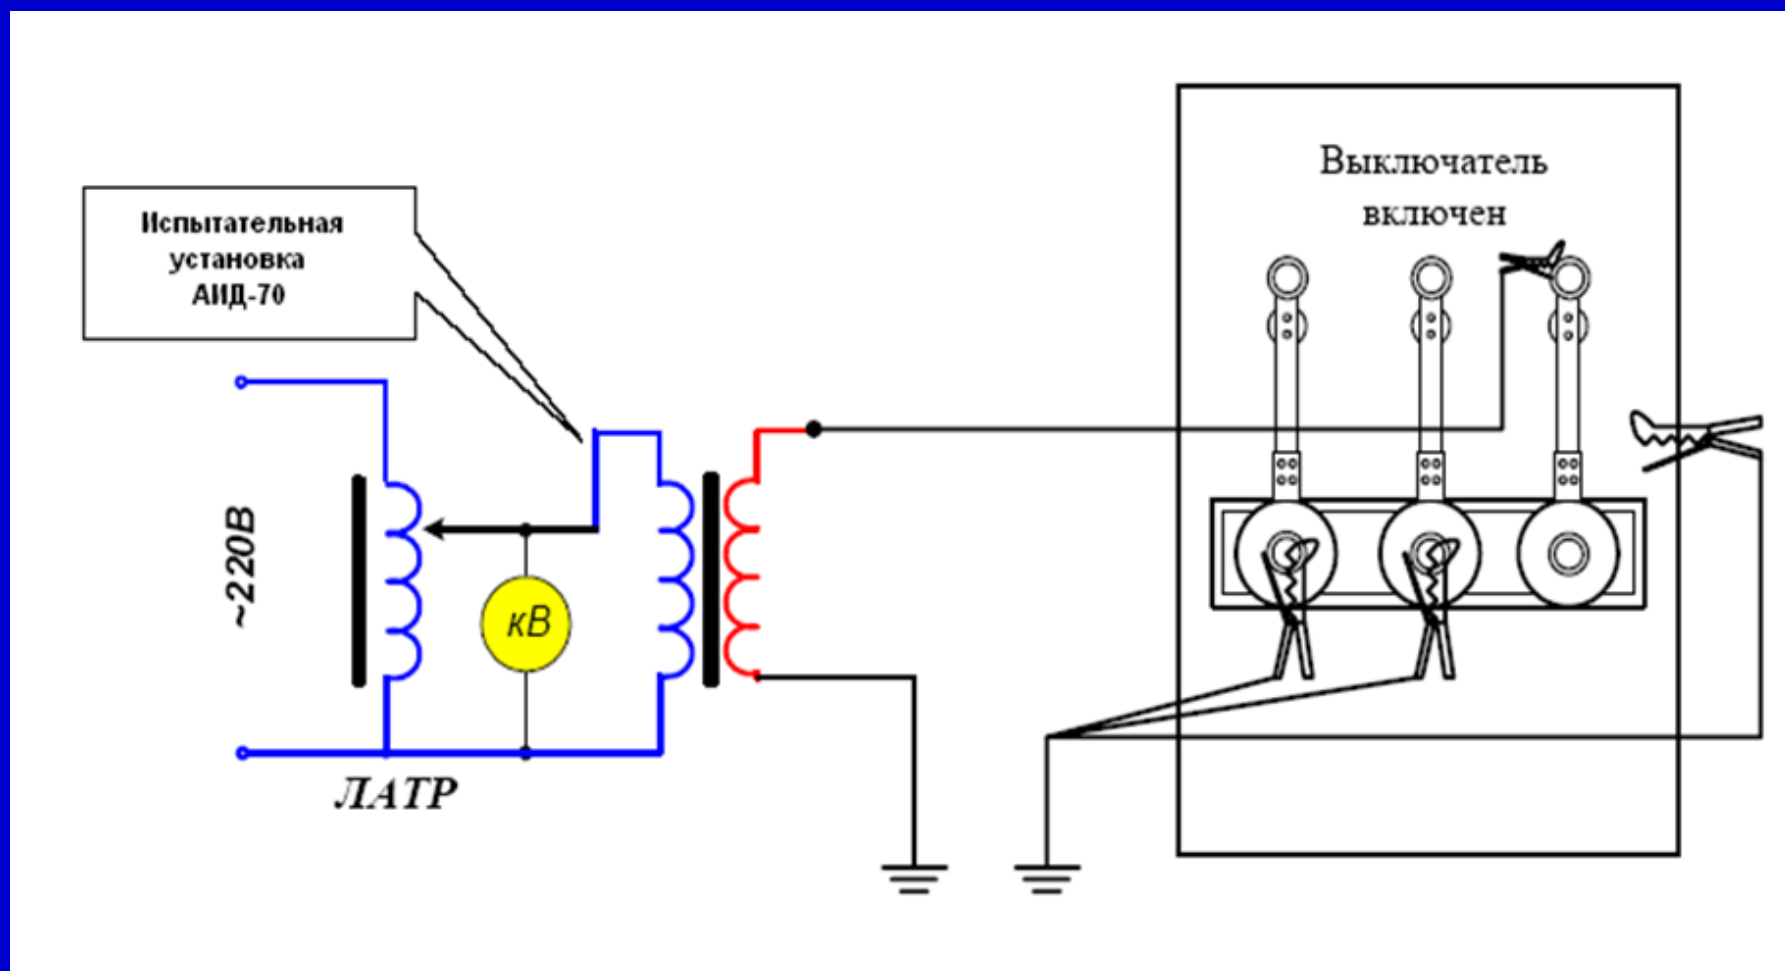 Выключатель
включен
Испытательная
установка
АИД-70
~220В
кВ
ЛАТР